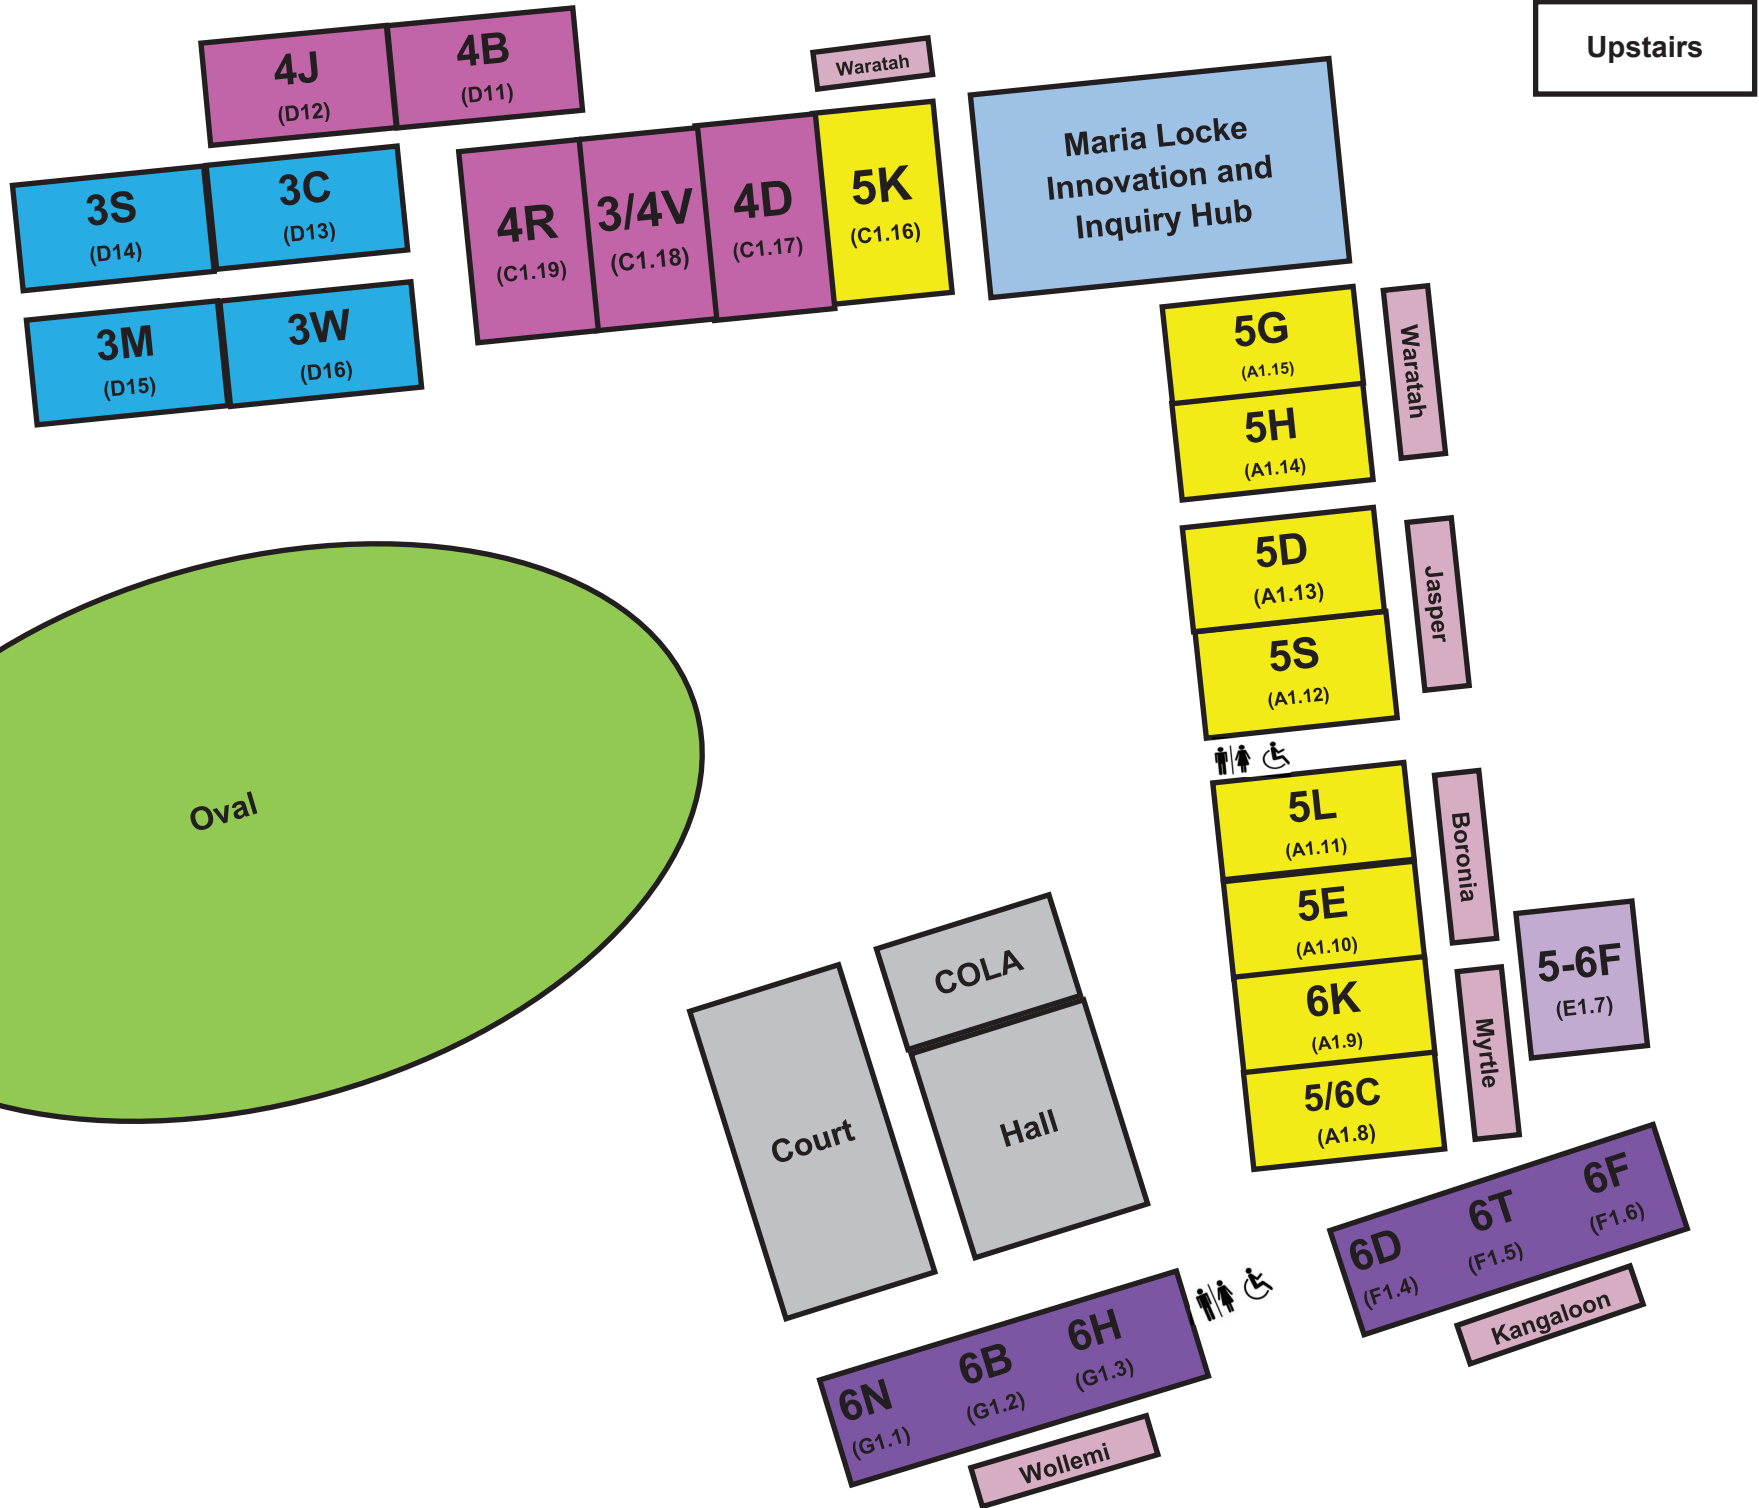 Upstairs
4J
(D12)
4B
(D11)
Waratah
3S
(D14)
3C
(D13)
4R
(C1.19)
3/4V
(C1.18)
4D
(C1.17)
5K
(C1.16)
Maria Locke
Innovation and
Inquiry Hub
3M
(D15)
3W
(D16)
5G
(A1.15)
Waratah
5H
(A1.14)
5D
(A1.13)
Jasper
5S
(A1.12)
Oval
5L
(A1.11)
Boronia
5E
(A1.10)
COLA
6K
(A1.9)
5-6F
(E1.7)
Myrtle
5/6C
(A1.8)
Court
Hall
6D
(F1.4)
6T
(F1.5)
6F
(F1.6)
Kangaloon
6N
(G1.1)
6B
(G1.2)
6H
(G1.3)
Wollemi